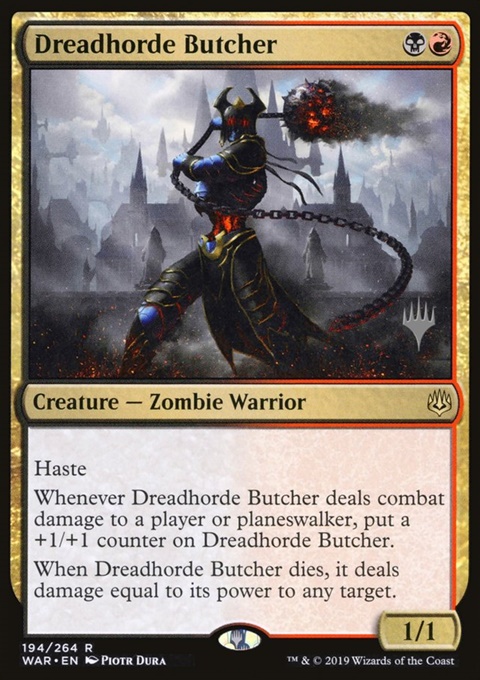 Dreadhorde Butcher
Creature — Zombie Warrior
Haste
Whenever Dreadhorde Butcher deals combat
damage to a player or planeswalker, put a
+1/+1 counter on Dreadhorde Butcher.
When Dreadhorde Butcher dies, it deals
damage equal to its power to any target.
1/1
194/264 R
WAR • EN Piotr Dura
™ & © 2019 Wizards of the Coast